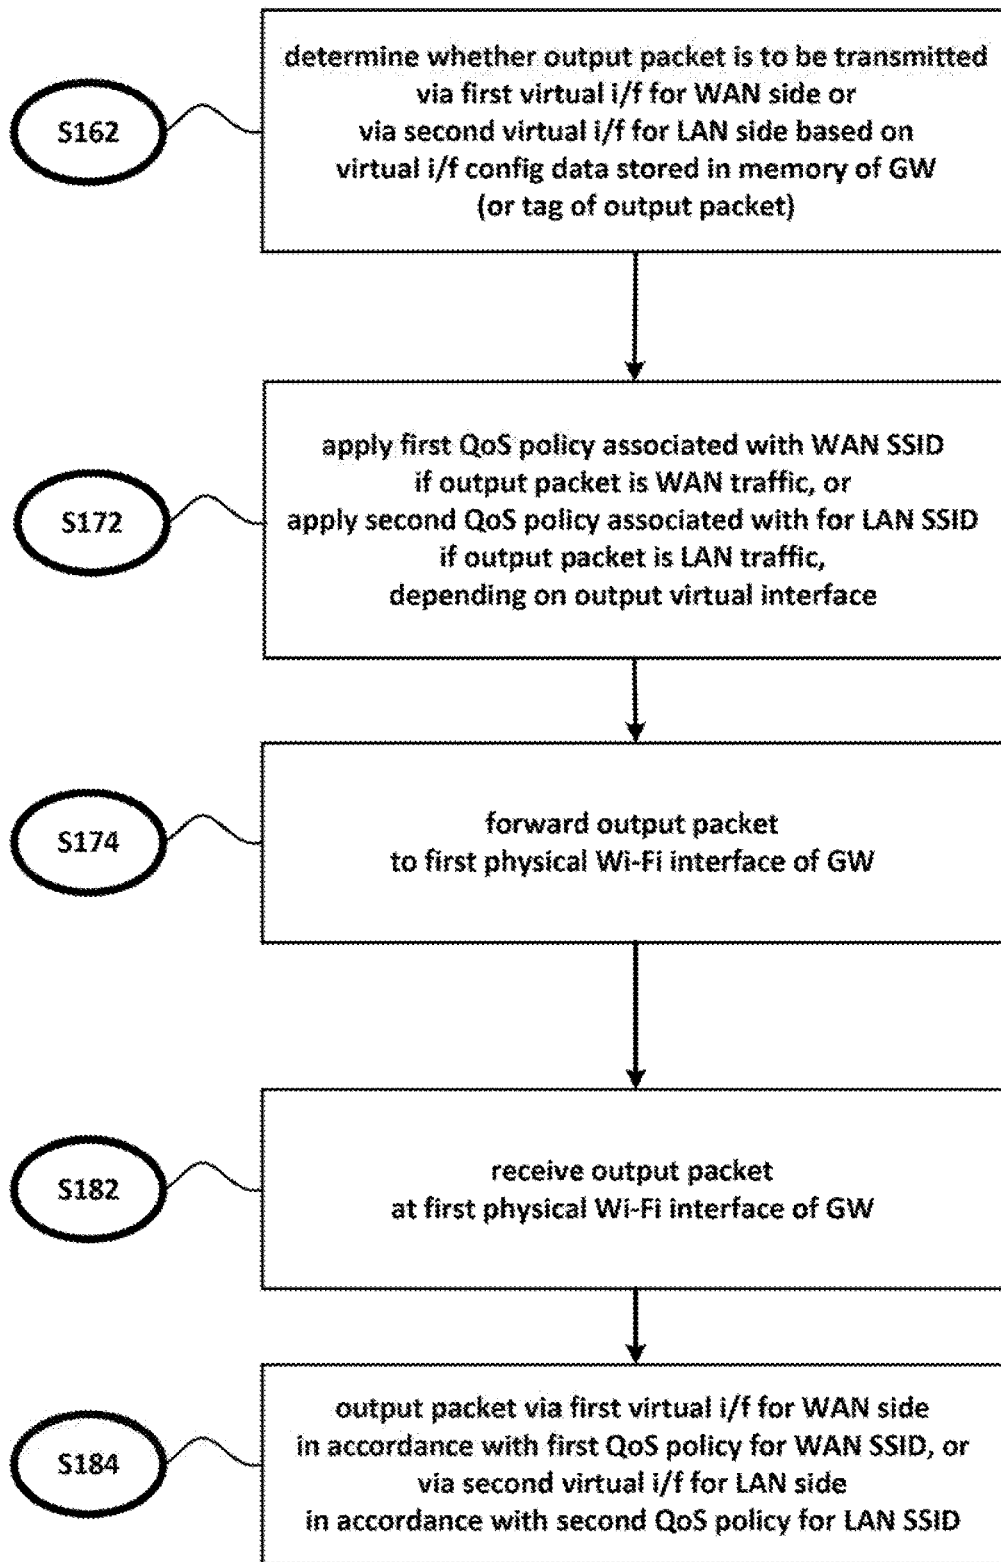 S162
determine whether output packet is to be transmitted
via first virtual i/f for WAN side or
via second virtual i/f for LAN side based on
virtual i/f config data stored in memory of GW
(or tag of output packet)
S172
apply first QoS policy associated with WAN SSID
if output packet is WAN traffic, or
apply second QoS policy associated with for LAN SSID
if output packet is LAN traffic,
depending on output virtual interface
S174
forward output packet
to first physical Wi-Fi interface of GW
S182
receive output packet
at first physical Wi-Fi interface of GW
S184
output packet via first virtual i/f for WAN side
in accordance with first QoS policy for WAN SSID, or
via second virtual i/f for LAN side
in accordance with second QoS policy for LAN SSID